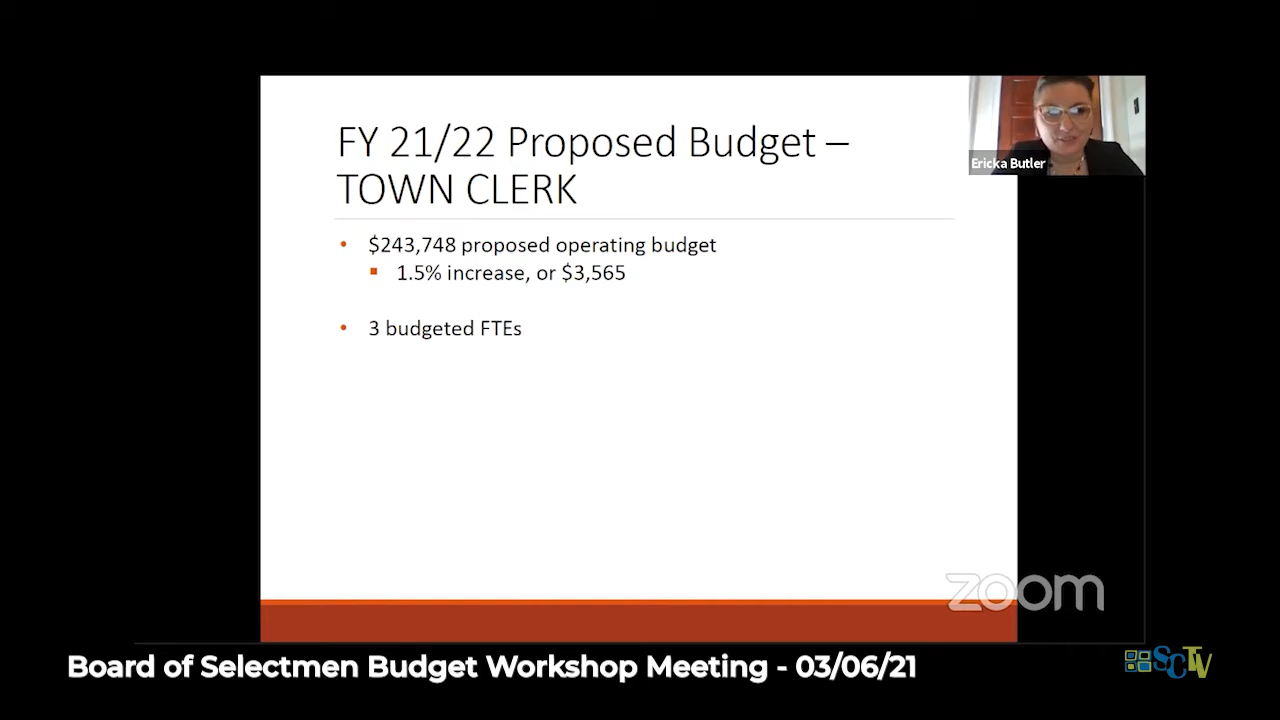 FY 21/22 Proposed Budget –
TOWN CLERK
• $243,748 proposed operating budget
▪ 1.5% increase, or $3,565
• 3 budgeted FTEs
Ericka Butler
zoom
Board of Selectmen Budget Workshop Meeting - 03/06/21
SCTV